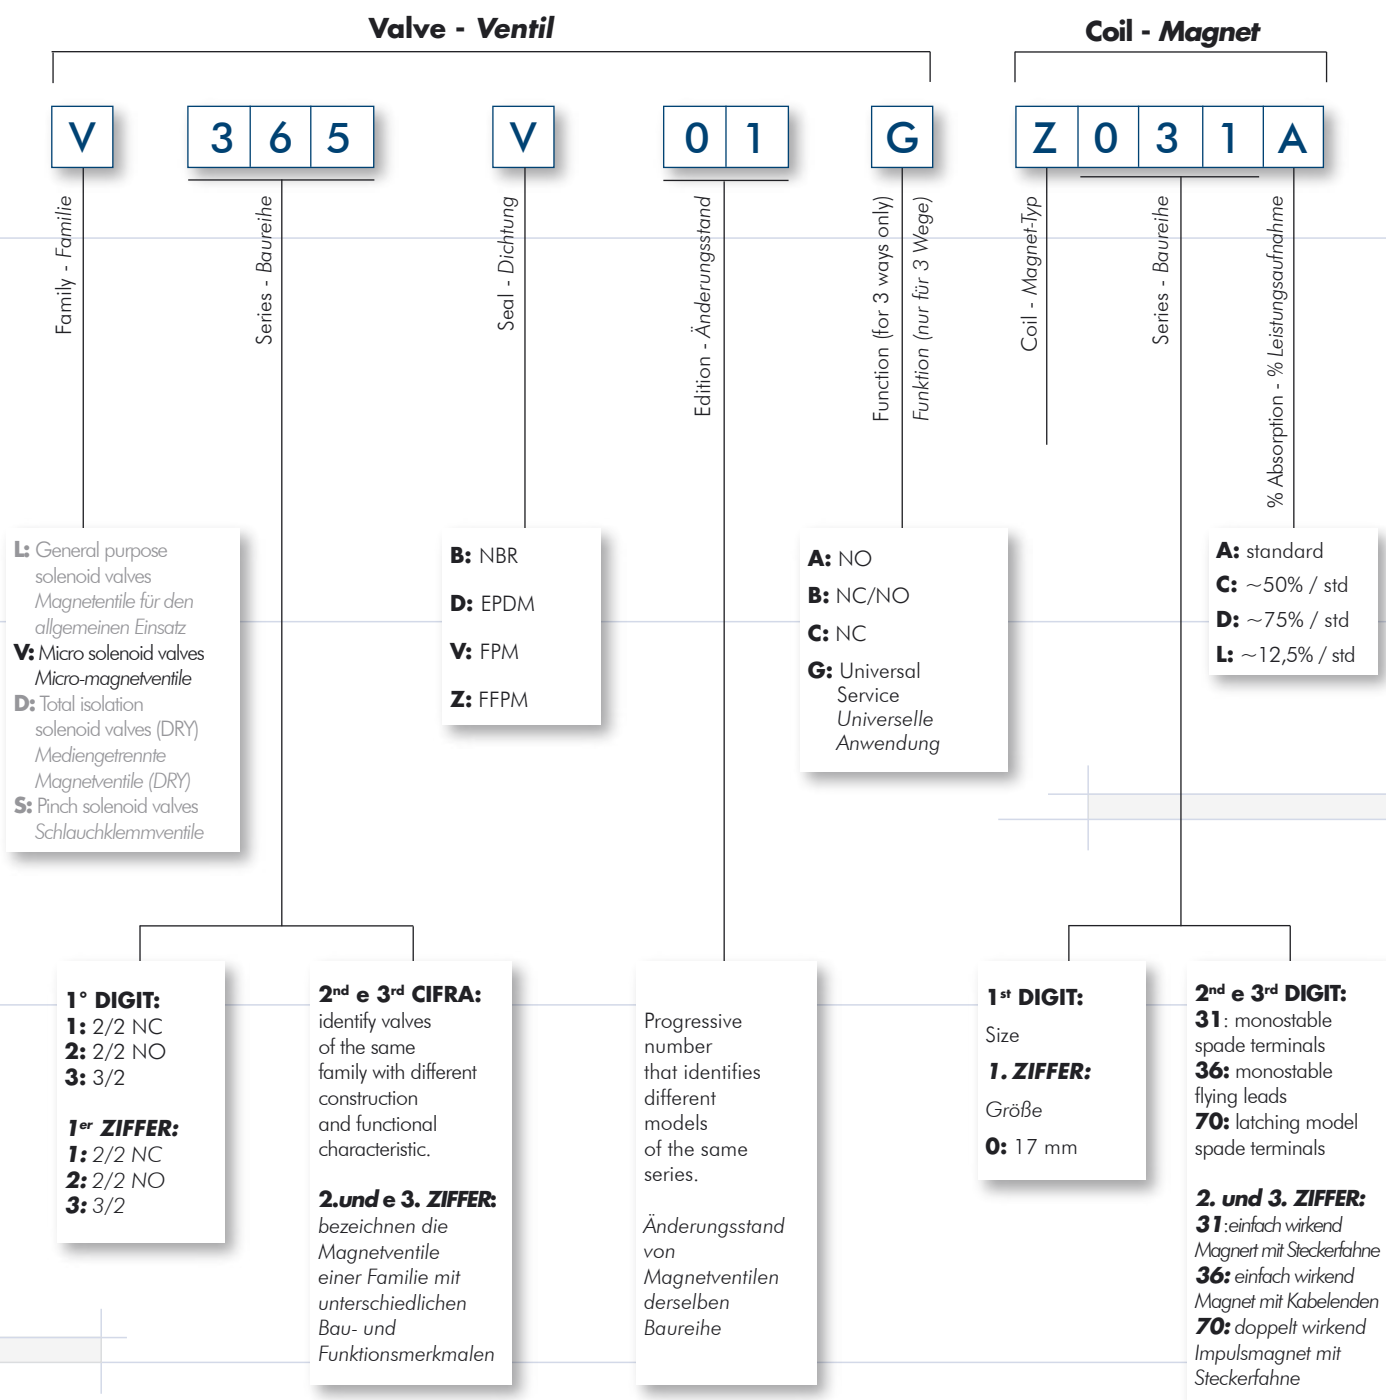 Valve - Ventil
Coil - Magnet
V
3 6 5
V
0 1
G
Z 0 3 1 A
Family - Familie
Series - Baureihe
Seal - Dichtung
Edition - Änderungsstand
Function (for 3 ways only)
Funktion (nur für 3 Wege)
Coil - Magnet-Typ
Series - Baureihe
% Absorption - % Leistungsaufnahme
L: General purpose
solenoid valves
Magnetentile für den
allgemeinen Einsatz
V: Micro solenoid valves
Micro-magnetventile
D: Total isolation
solenoid valves (DRY)
Mediengetrennte
Magnetventile (DRY)
S: Pinch solenoid valves
Schlauchklemmventile
B: NBR
D: EPDM
V: FPM
Z: FFPM
A: NO
B: NC/NO
C: NC
G: Universal
Service
Universelle
Anwendung
A: standard
C: ~50% / std
D: ~75% / std
L: ~12,5% / std
1° DIGIT:
1: 2/2 NC
2: 2/2 NO
3: 3/2
1er ZIFFER:
1: 2/2 NC
2: 2/2 NO
3: 3/2
2nd e 3rd CIFRA:
identify valves
of the same
family with different
construction
and functional
characteristic.
2.und e 3. ZIFFER:
bezeichnen die
Magnetventile
einer Familie mit
unterschiedlichen
Bau- und
Funktionsmerkmalen
Progressive
number
that identifies
different
models
of the same
series.
Änderungsstand
von
Magnetventilen
derselben
Baureihe
1st DIGIT:
Size
1. ZIFFER:
Größe
0: 17 mm
2nd e 3rd DIGIT:
31: monostable
spade terminals
36: monostable
flying leads
70: latching model
spade terminals
2. und 3. ZIFFER:
31:einfach wirkend
Magnert mit Steckerfahne
36: einfach wirkend
Magnet mit Kabelenden
70: doppelt wirkend
Impulsmagnet mit
Steckerfahne